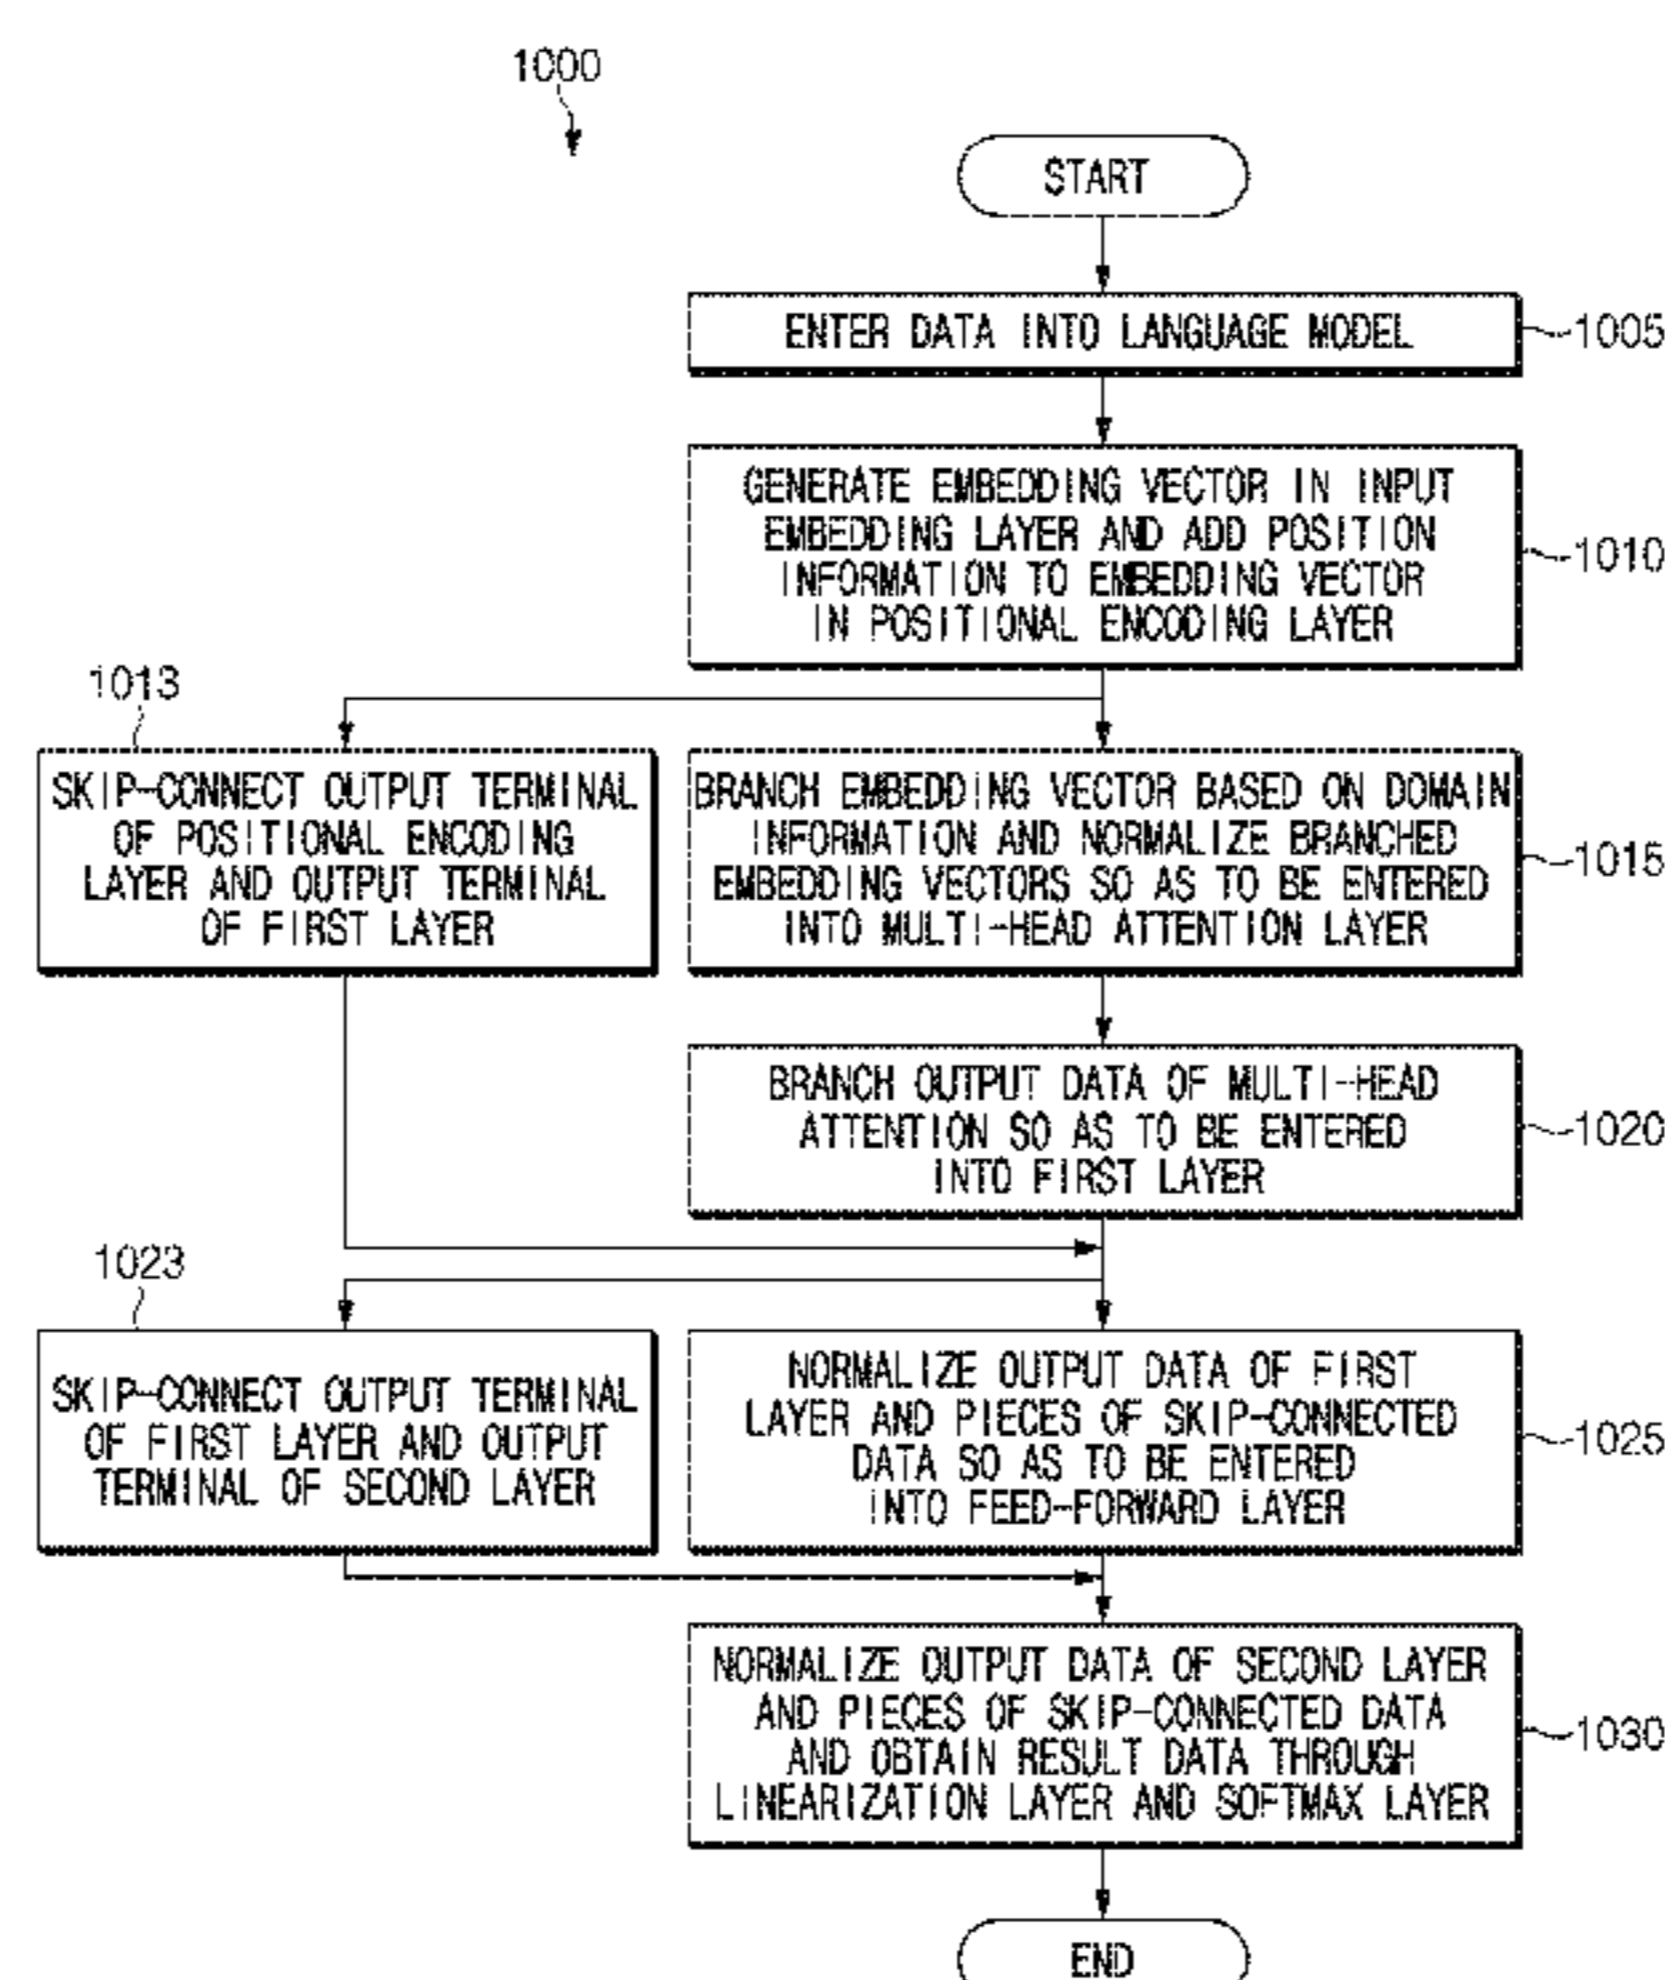 1000
START
ENTER DATA INTO LANGUAGE MODEL
1005
GENERATE EMBEDDING VECTOR IN INPUT
EMBEDDING LAYER AND ADD POSITION
INFORMATION TO EMBEDDING VECTOR
IN POSITIONAL ENCODING LAYER
1010
1013
SKIP-CONNECT OUTPUT TERMINAL
OF POSITIONAL ENCODING
LAYER AND OUTPUT TERMINAL
OF FIRST LAYER
BRANCH EMBEDDING VECTOR BASED ON DOMAIN
INFORMATION AND NORMALIZE BRANCHED
EMBEDDING VECTORS SO AS TO BE ENTERED
INTO MULTI-HEAD ATTENTION LAYER
1015
BRANCH OUTPUT DATA OF MULTI-HEAD
ATTENTION SO AS TO BE ENTERED
INTO FIRST LAYER
1020
1023
SKIP-CONNECT OUTPUT TERMINAL
OF FIRST LAYER AND OUTPUT
TERMINAL OF SECOND LAYER
NORMALIZE OUTPUT DATA OF FIRST
LAYER AND PIECES OF SKIP-CONNECTED
DATA SO AS TO BE ENTERED
INTO FEED-FORWARD LAYER
1025
NORMALIZE OUTPUT DATA OF SECOND LAYER
AND PIECES OF SKIP-CONNECTED DATA
AND OBTAIN RESULT DATA THROUGH
LINEARIZATION LAYER AND SOFTMAX LAYER
1030
END